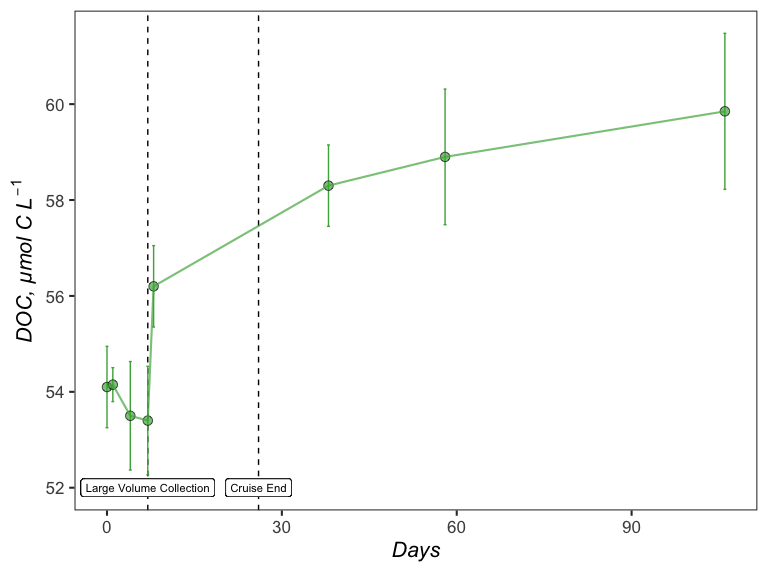 60
58
56
54
52
DOC, μmol C L⁻¹
Large Volume Collection
Cruise End
0
30
60
90
Days